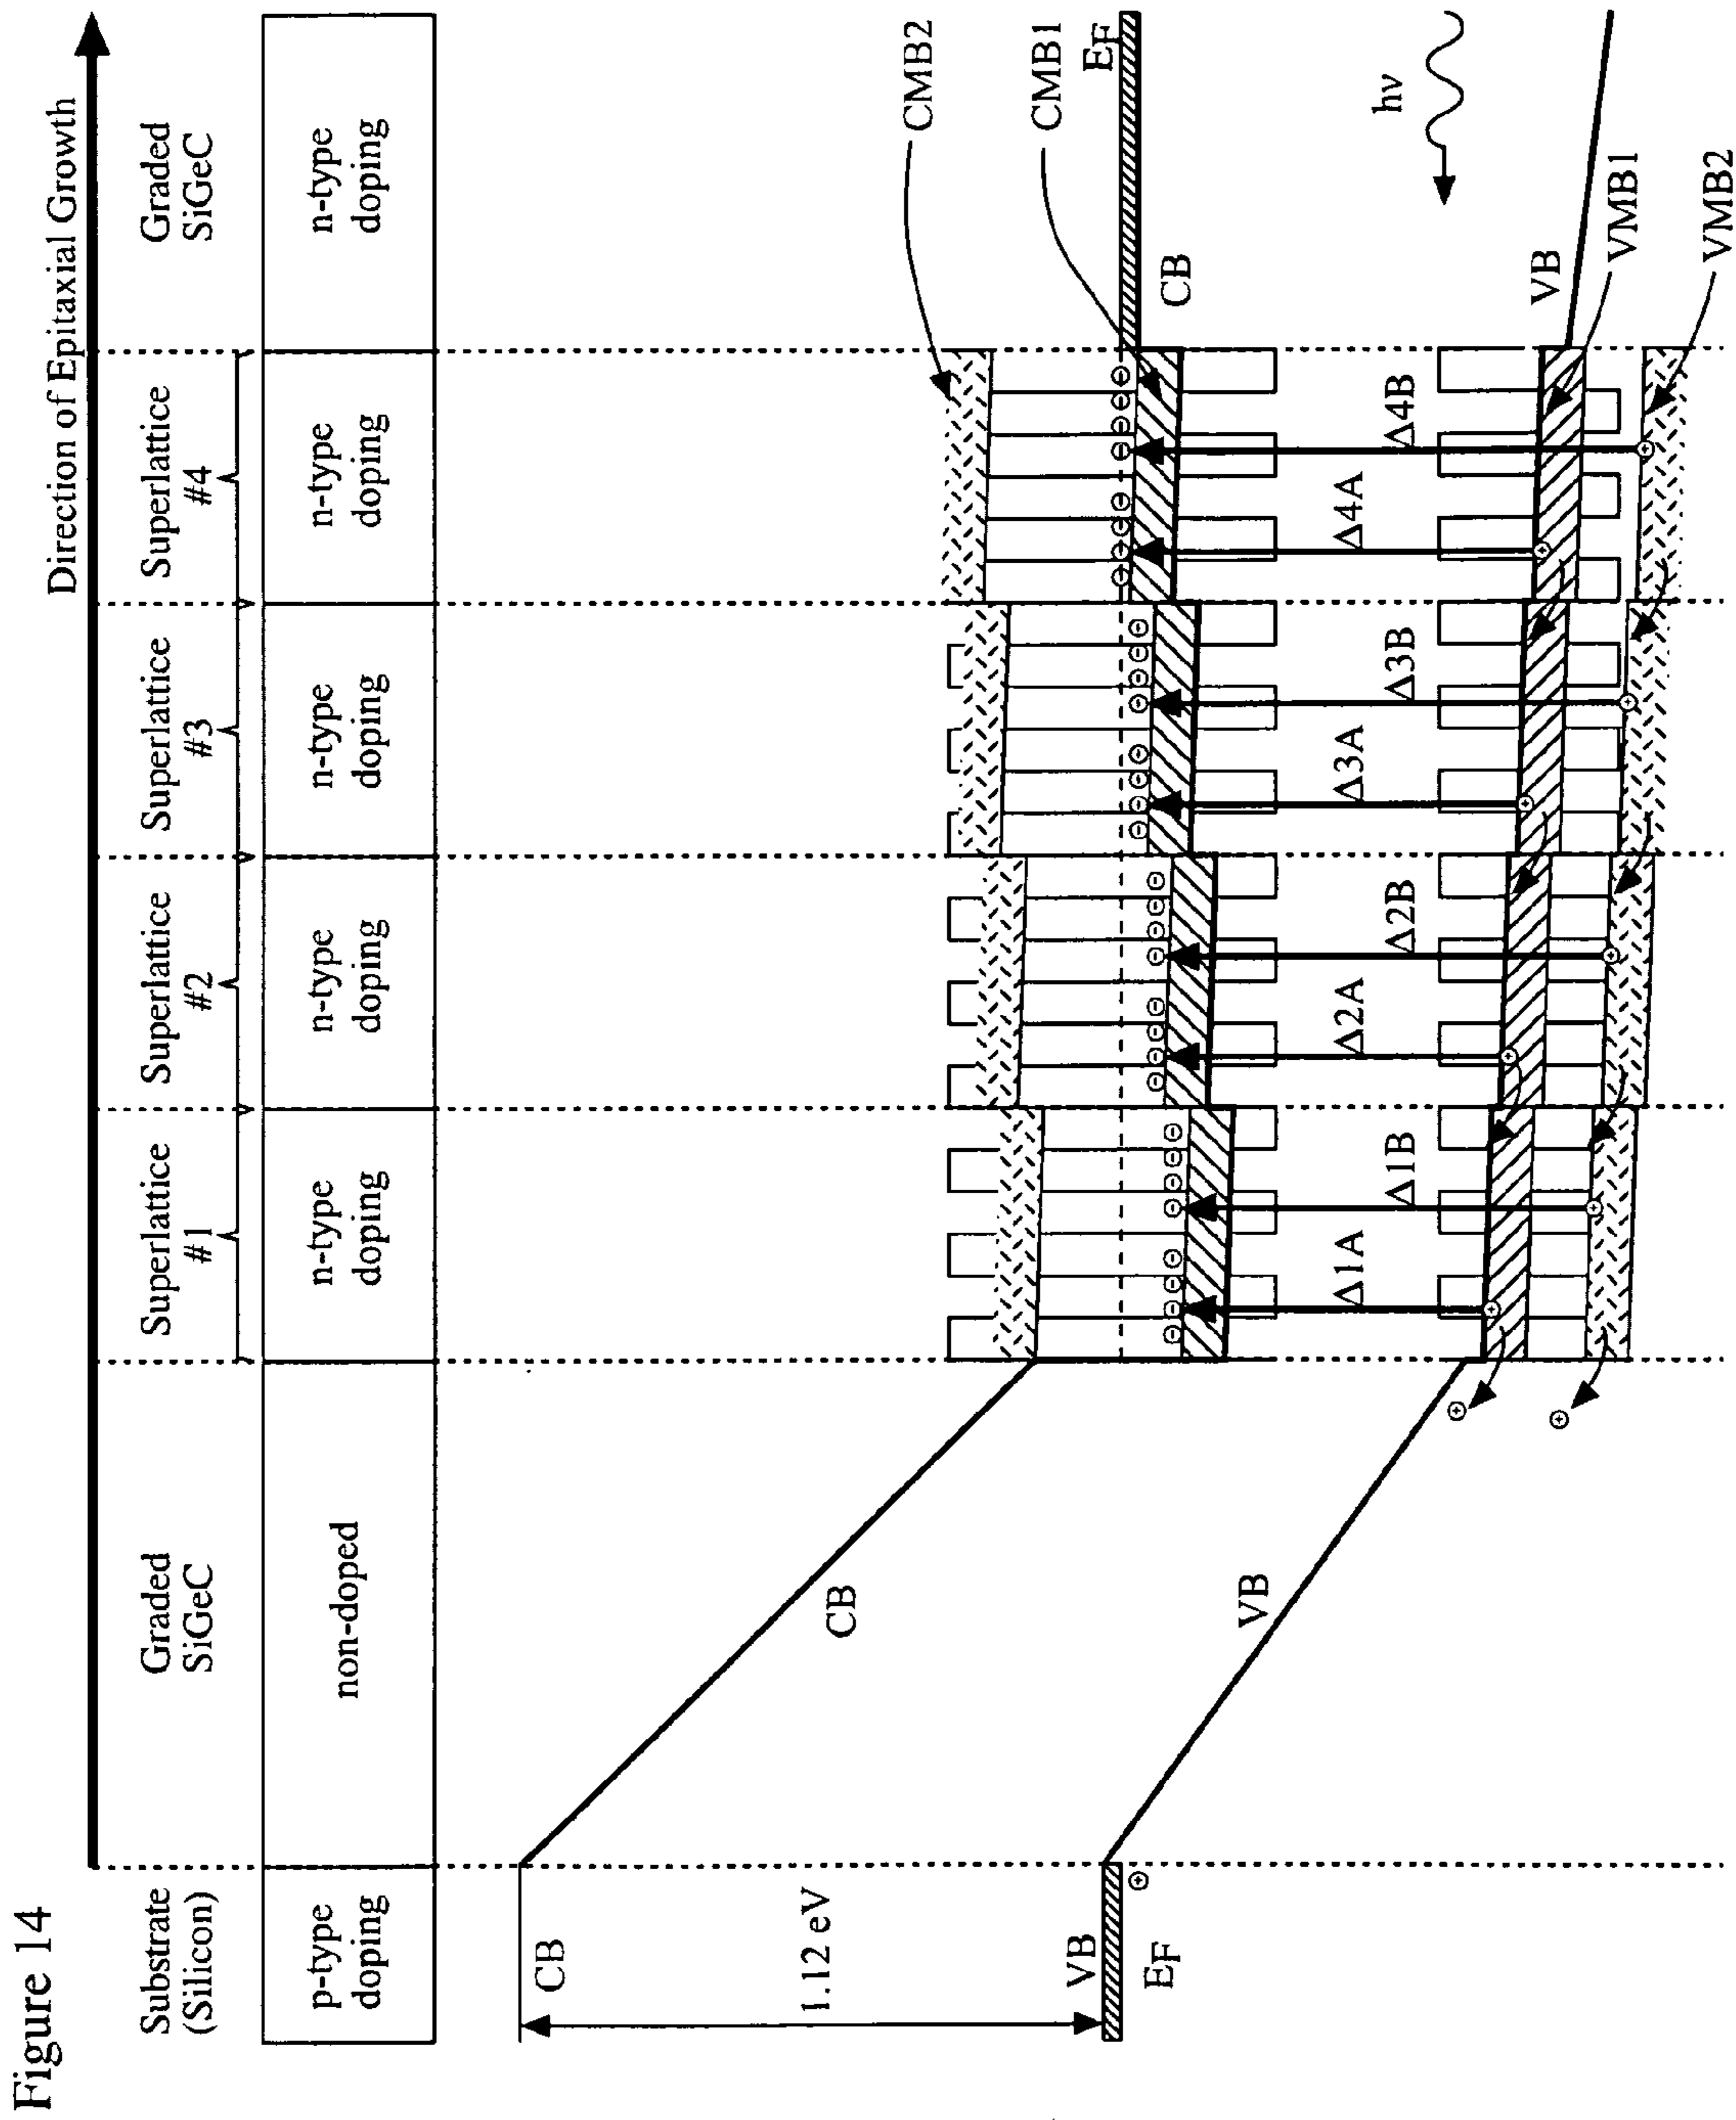 Figure 14
Direction of Epitaxial Growth
Substrate
(Silicon)
Graded
SiGeC
Superlattice
#1
Superlattice
#2
Superlattice
#3
Superlattice
#4
Graded
SiGeC
p-type
doping
non-doped
n-type
doping
n-type
doping
n-type
doping
n-type
doping
n-type
doping
CB
1.12 eV
VB
EF
CB
VB
CMB2
CMB1
EF
CB
hν
VB
VMB1
VMB2
Δ1A
Δ1B
Δ2A
Δ2B
Δ3A
Δ3B
Δ4A
Δ4B